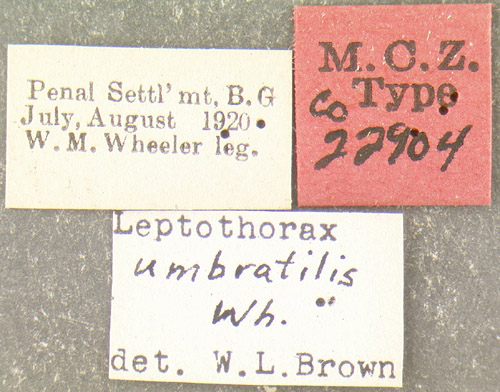 Penal Settl'mt, B.G
July, August 1920
W. M. Wheeler leg.
M.C.Z.
Co Type
22904
Leptothorax
umbratilis
Wh.
det. W.L.Brown